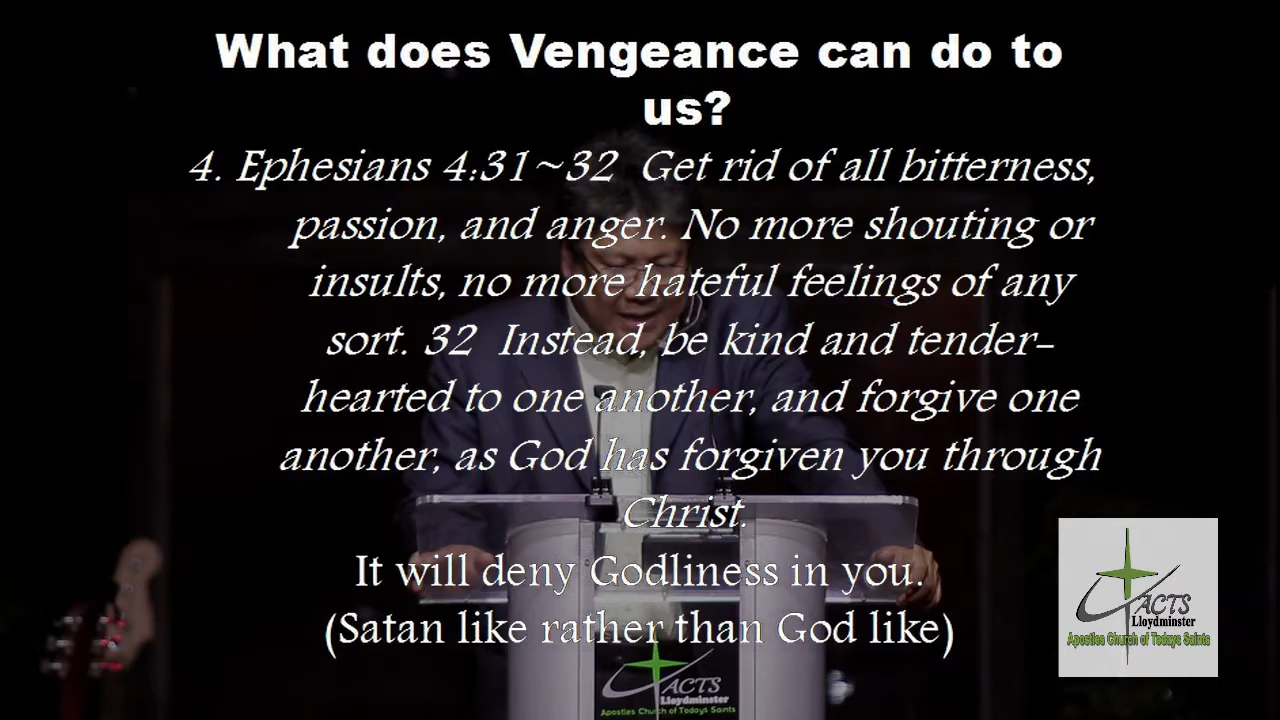 What does Vengeance can do to
us?
4. Ephesians 4:31~32 Get rid of all bitterness,
passion, and anger. No more shouting or
insults, no more hateful feelings of any
sort. 32 Instead, be kind and tender-
hearted to one another, and forgive one
another, as God has forgiven you through
Christ.
It will deny Godliness in you.
(Satan like rather than God like)
ACTS
Lloydminster
Apostles Church of Todays Saints
ACTS
Lloydminster
Apostles Church of Todays Saints